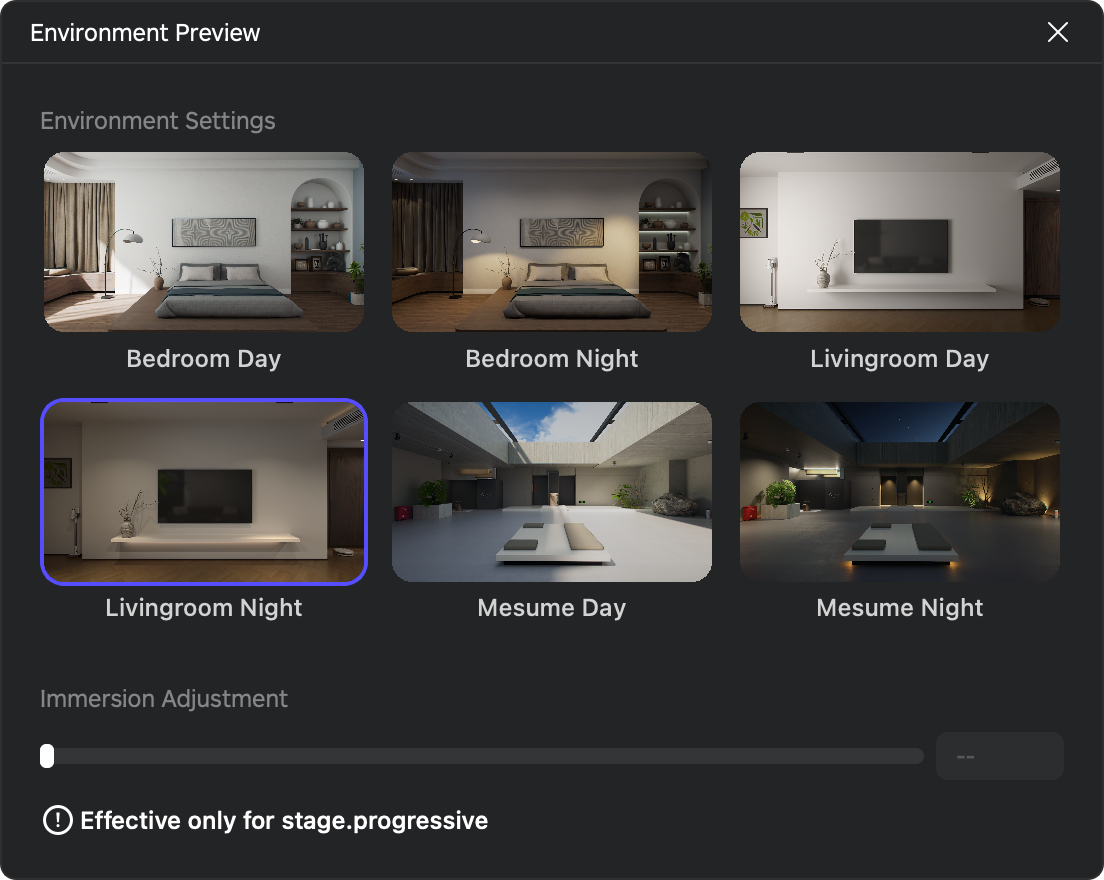 Environment Preview
Environment Settings
Bedroom Day
Bedroom Night
Livingroom Day
Livingroom Night
Mesume Day
Mesume Night
Immersion Adjustment
--
Effective only for stage.progressive